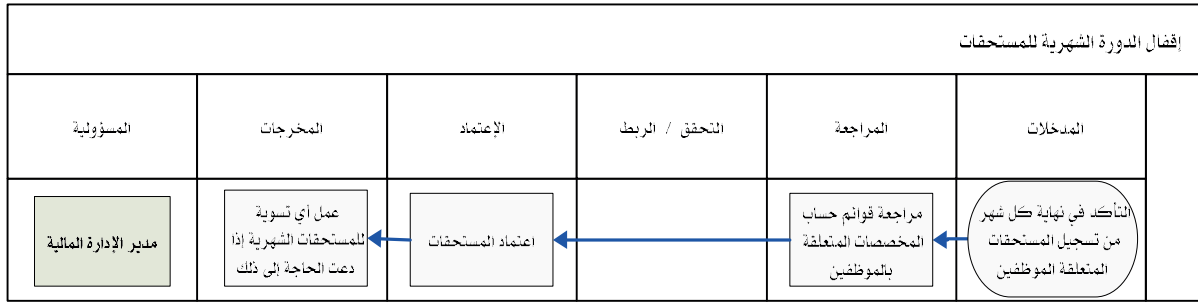 إقفال الدورة الشهرية للمستحقات
المدخلات
المراجعة
التحقق / الربط
الإعتماد
المخرجات
المسؤولية
التأكد في نهاية كل شهر
من تسجيل المستحقات
المتعلقة الموظفين
مراجعة قوائم حساب
المخصصات المتعلقة
بالموظفين
اعتماد المستحقات
عمل أي تسوية
للمستحقات الشهرية إذا
دعت الحاجة إلى ذلك
مدير الإدارة المالية